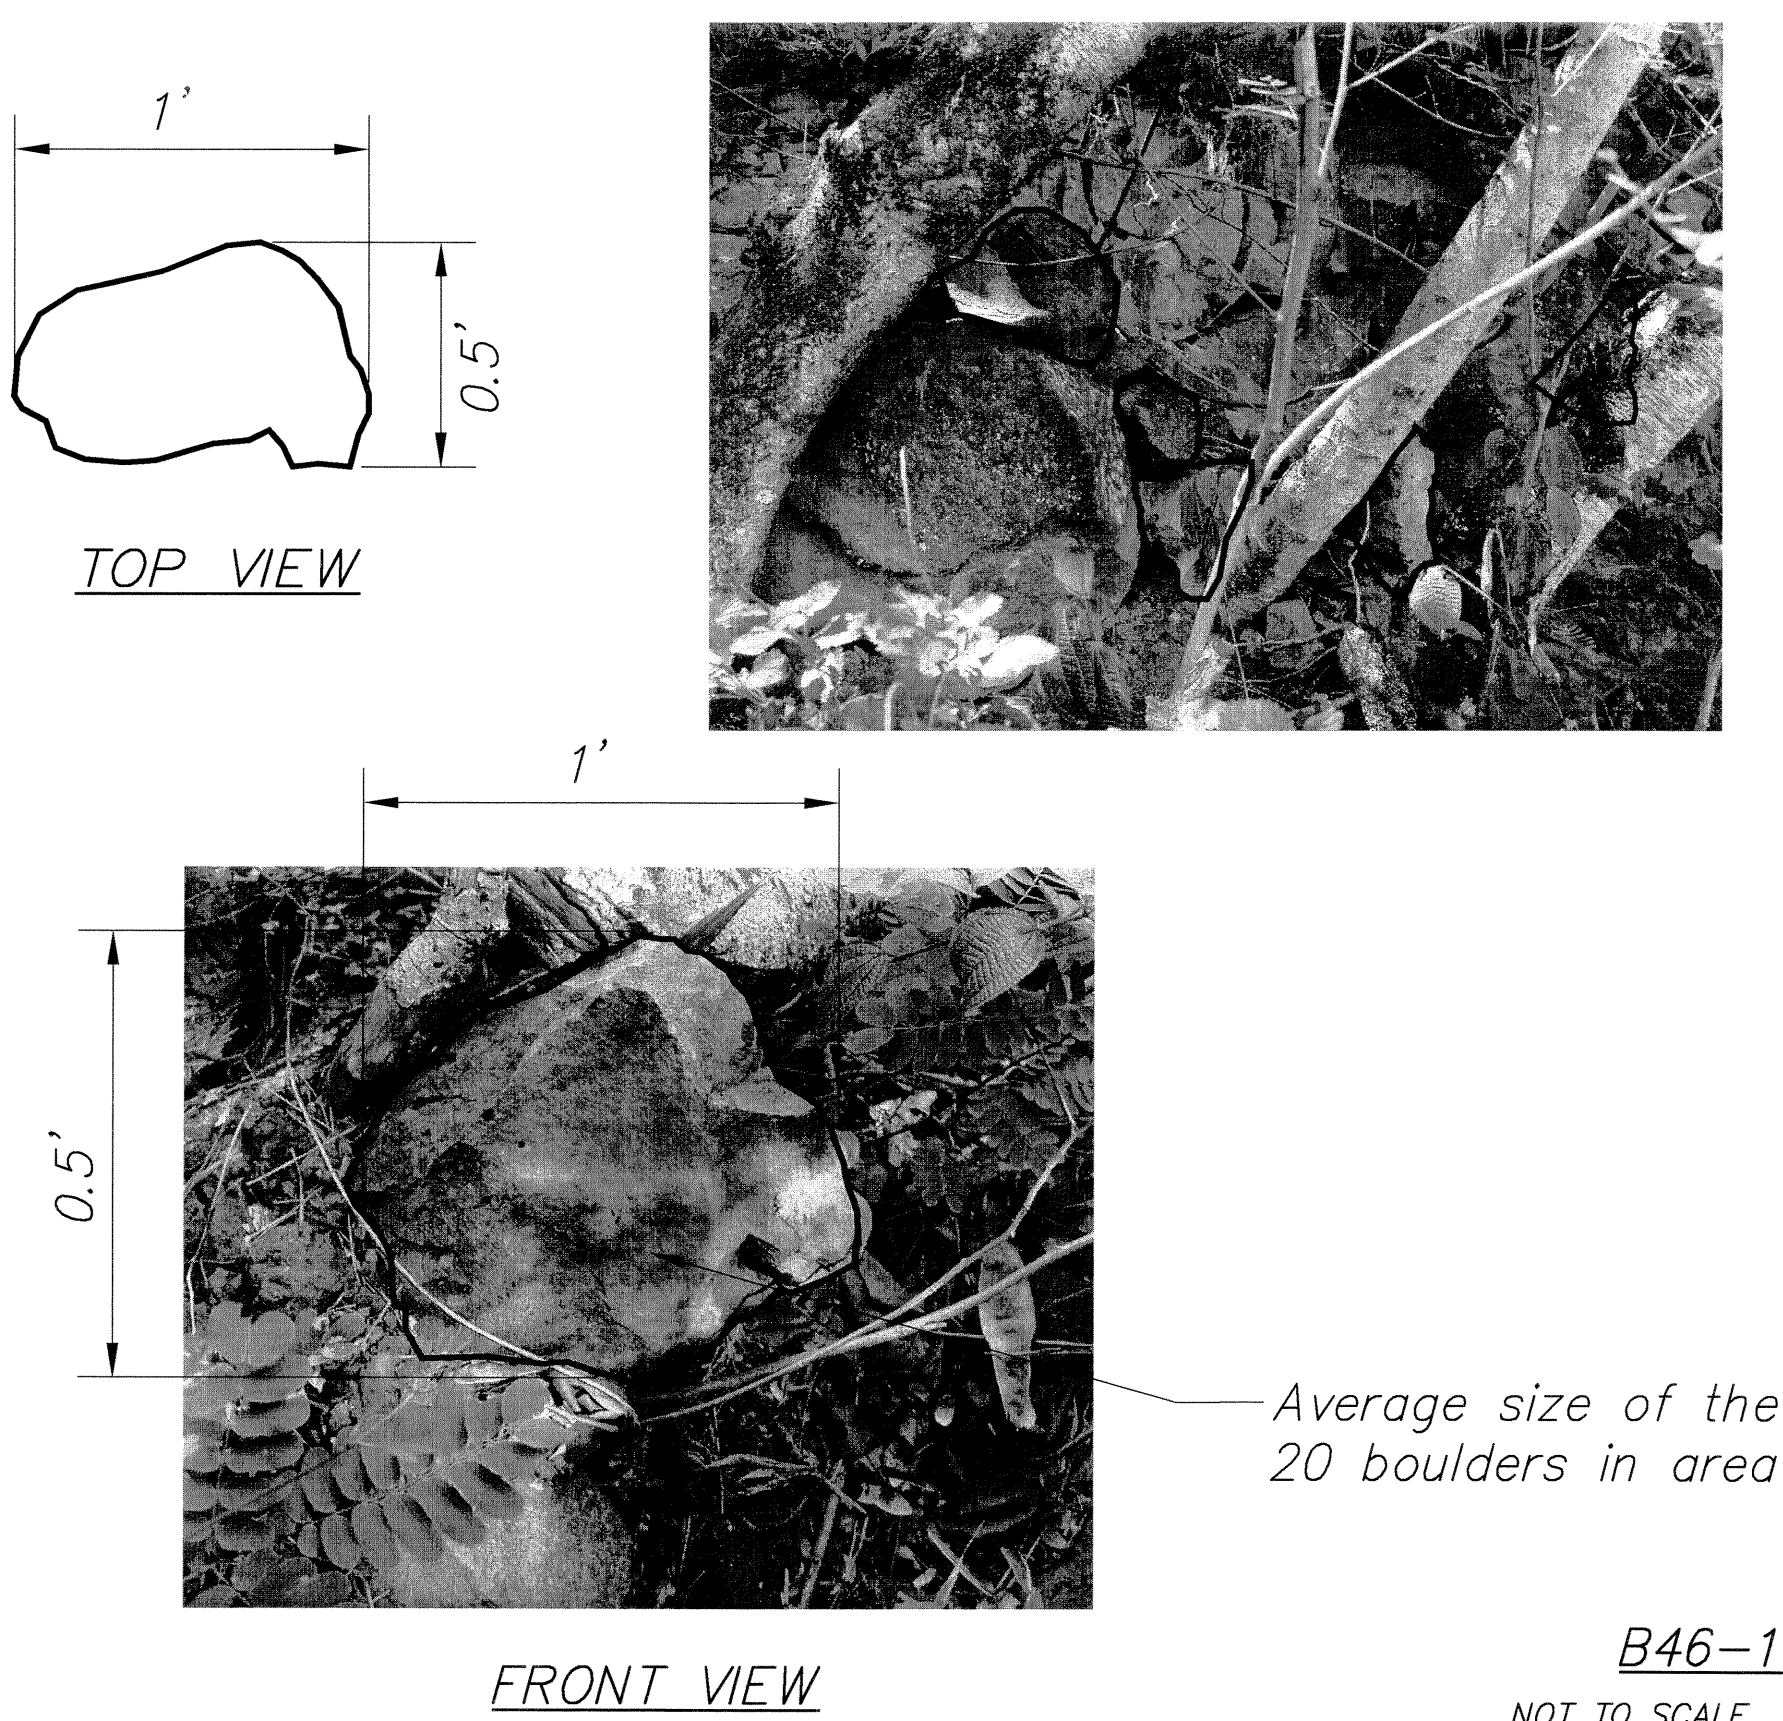 1'
0.5'
TOP VIEW
1'
0.5'
Average size of the
20 boulders in area
FRONT VIEW
B46-1
NOT TO SCALE